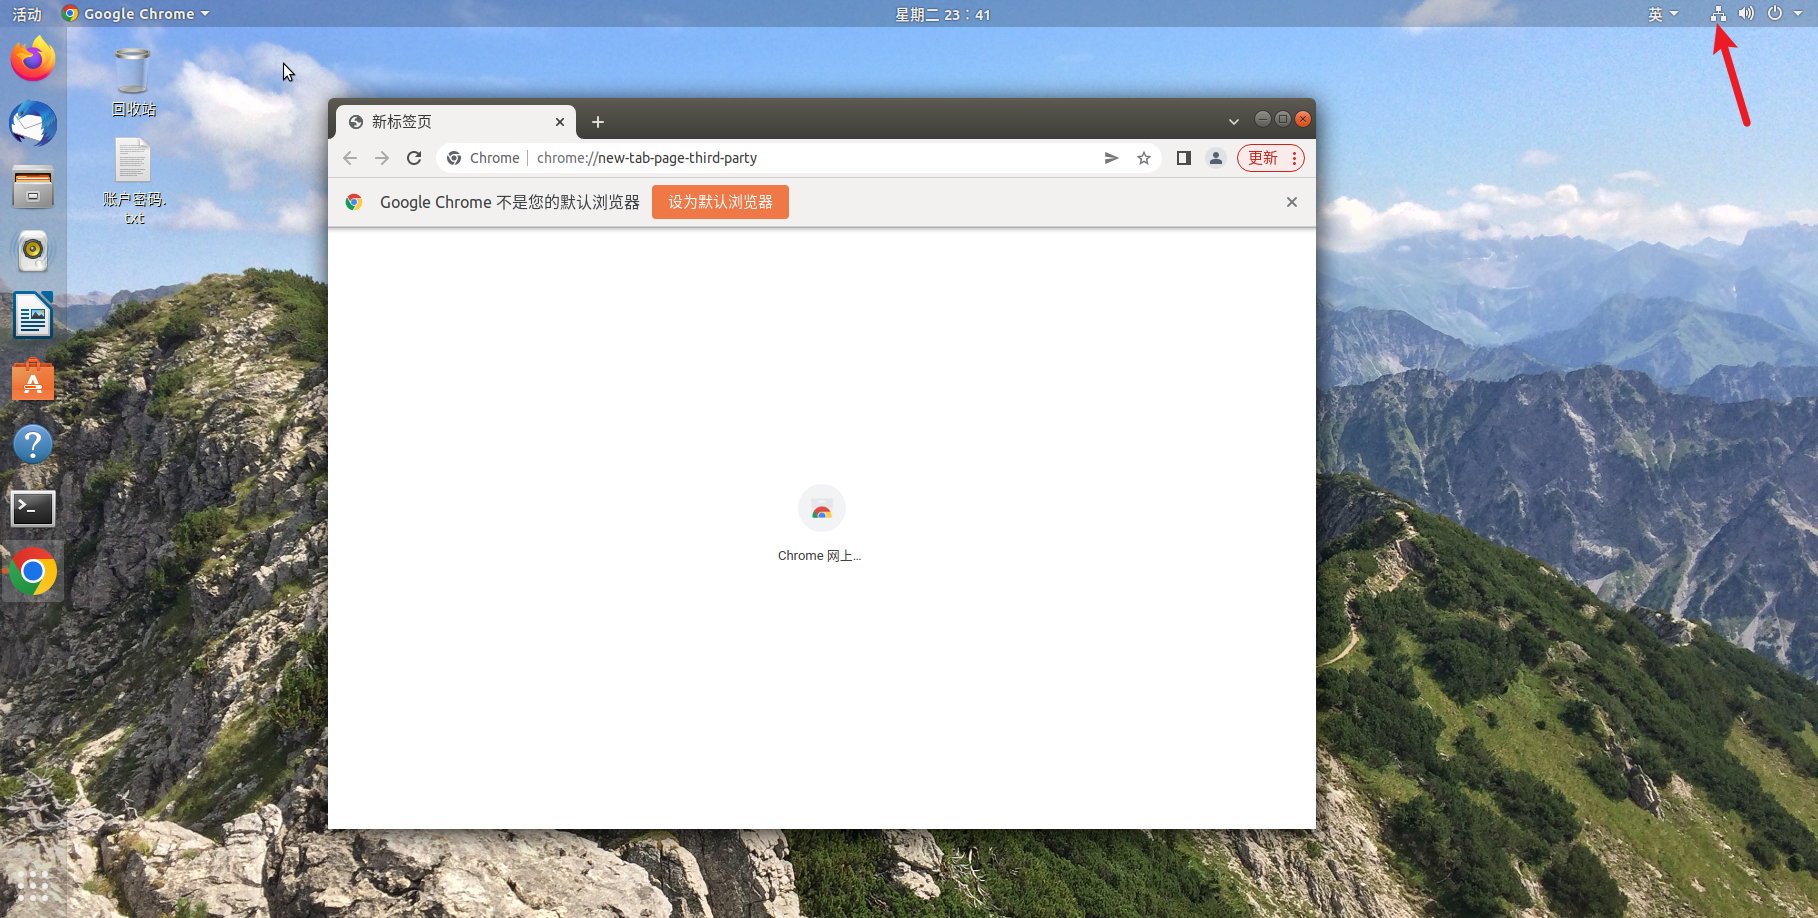 活动
Google Chrome
星期二 23：41
英
回收站
账户密码.
txt
新标签页
Chrome
chrome://new-tab-page-third-party
更新
Google Chrome 不是您的默认浏览器
设为默认浏览器
Chrome 网上...